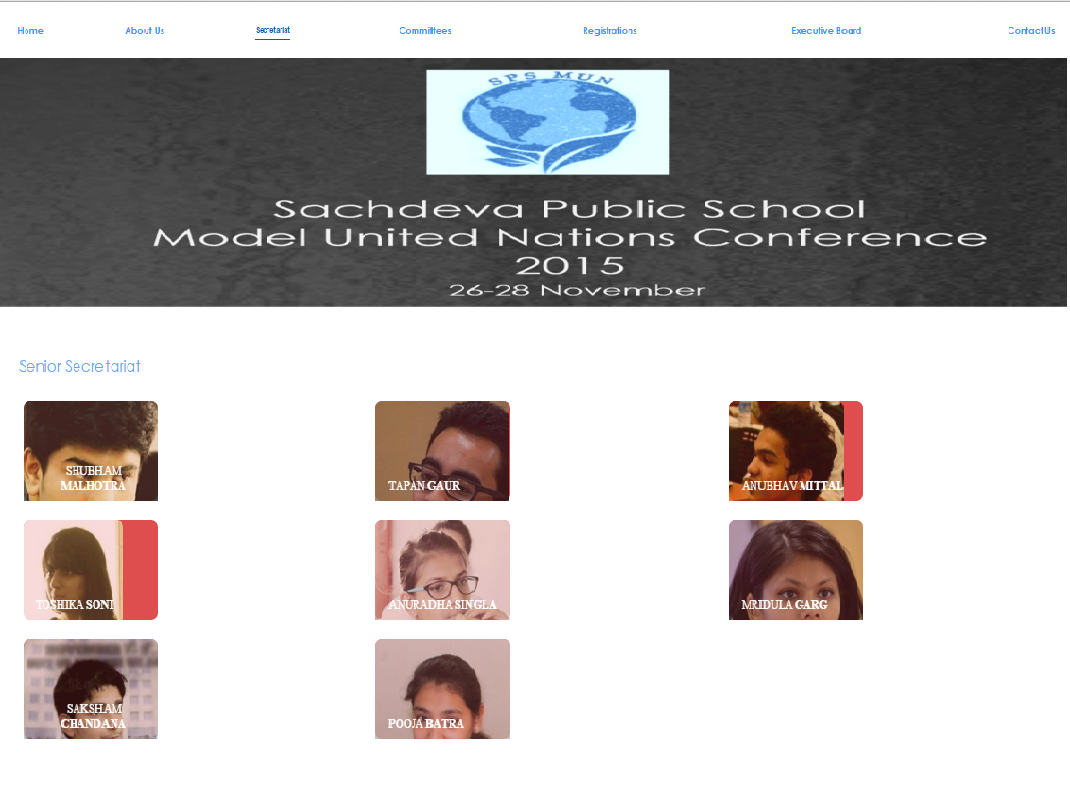 Home About Us Secretariat Committees Registrations Executive Board Contact Us
SPS MUN
Sachdeva Public School
Model United Nations Conference
2015
26-28 November
Senior Secretariat
SHUBHAM
MALHOTRA
TAPAN GAUR
ANUBHAV MITTAL
TOSHIKA SONI
ANURADHA SINGLA
MRIDULA GARG
SAKSHAM
CHANDANA
POOJA BATRA